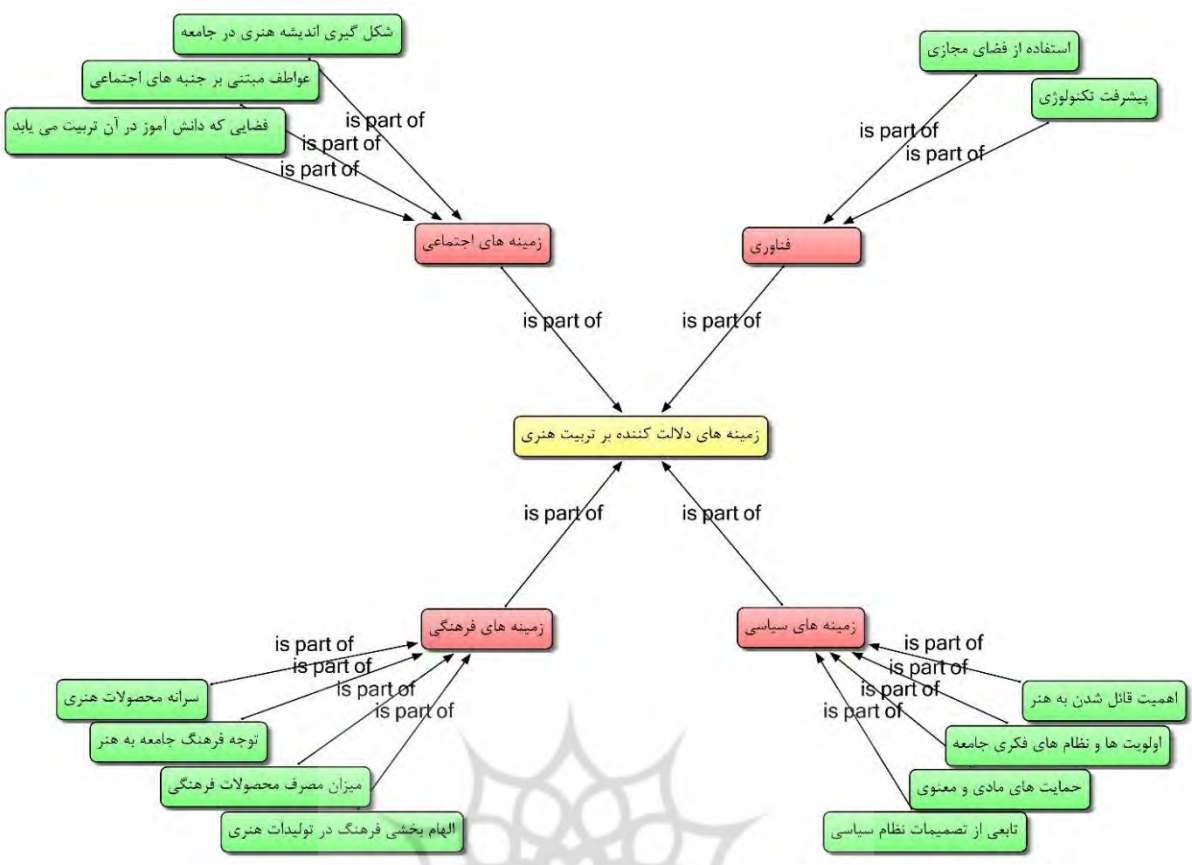 شکل گیری اندیشه هنری در جامعه
عواطف مبتنی بر جنبه های اجتماعی
فضایی که دانش آموز در آن تربیت می یابد
is part of
is part of
is part of
زمینه های اجتماعی
استفاده از فضای مجازی
پیشرفت تکنولوژی
is part of
is part of
فناوری
is part of
is part of
زمینه های دلالت کننده بر تربیت هنری
is part of
is part of
زمینه های فرهنگی
is part of
is part of
is part of
is part of
سرانه محصولات هنری
توجه فرهنگ جامعه به هنر
میزان مصرف محصولات فرهنگی
الهام بخشی فرهنگ در تولیدات هنری
زمینه های سیاسی
is part of
is part of
is part of
is part of
اهمیت قائل شدن به هنر
اولویت ها و نظام های فکری جامعه
حمایت های مادی و معنوی
تابعی از تصمیمات نظام سیاسی